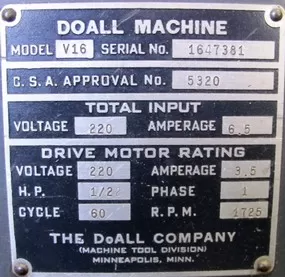 DOALL MACHINE
MODEL V16 SERIAL No. 1647381
C.S.A. APPROVAL No. 5320
TOTAL INPUT
VOLTAGE 220 AMPERAGE 6.5
DRIVE MOTOR RATING
VOLTAGE 220 AMPERAGE 3.5
H.P. 1/2 PHASE 1
CYCLE 60 R.P.M. 1725
THE DoALL COMPANY
(MACHINE TOOL DIVISION)
MINNEAPOLIS, MINN.